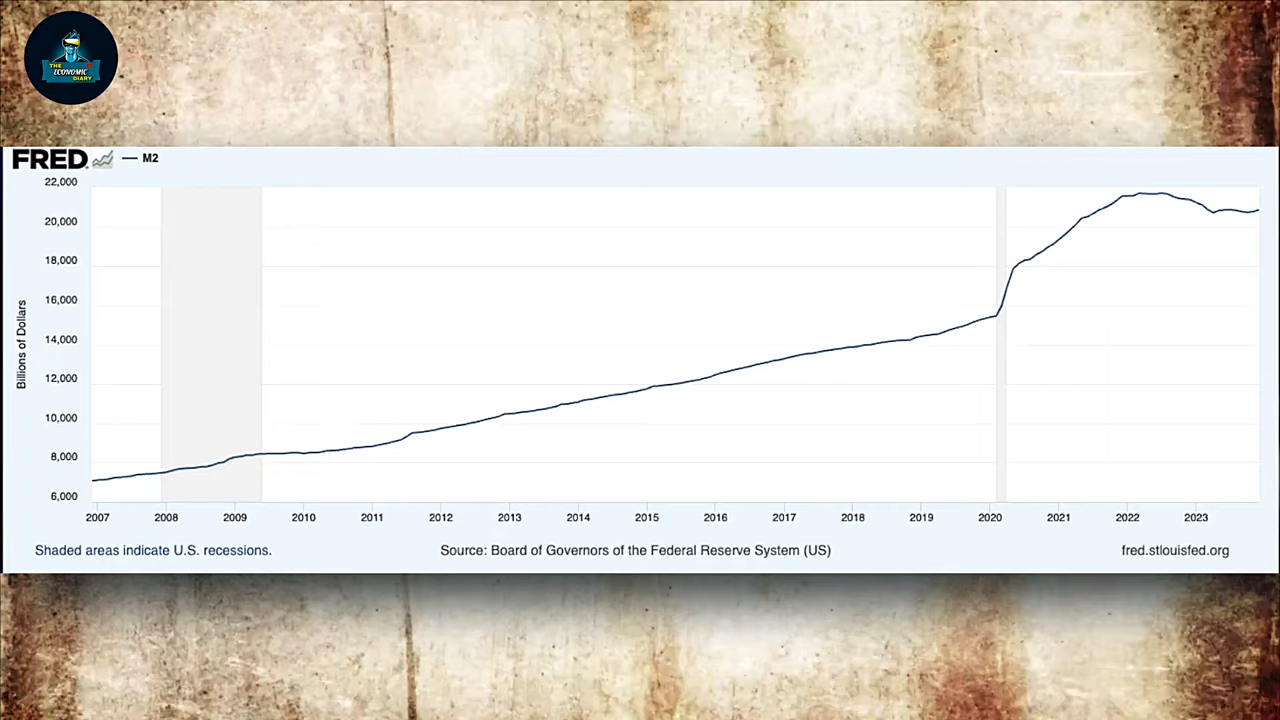 THE
ECONOMIC
DIARY
FRED
M2
22,000
20,000
18,000
16,000
14,000
12,000
10,000
8,000
6,000
Billions of Dollars
2007 2008 2009 2010 2011 2012 2013 2014 2015 2016 2017 2018 2019 2020 2021 2022 2023
Shaded areas indicate U.S. recessions. Source: Board of Governors of the Federal Reserve System (US) fred.stlouisfed.org